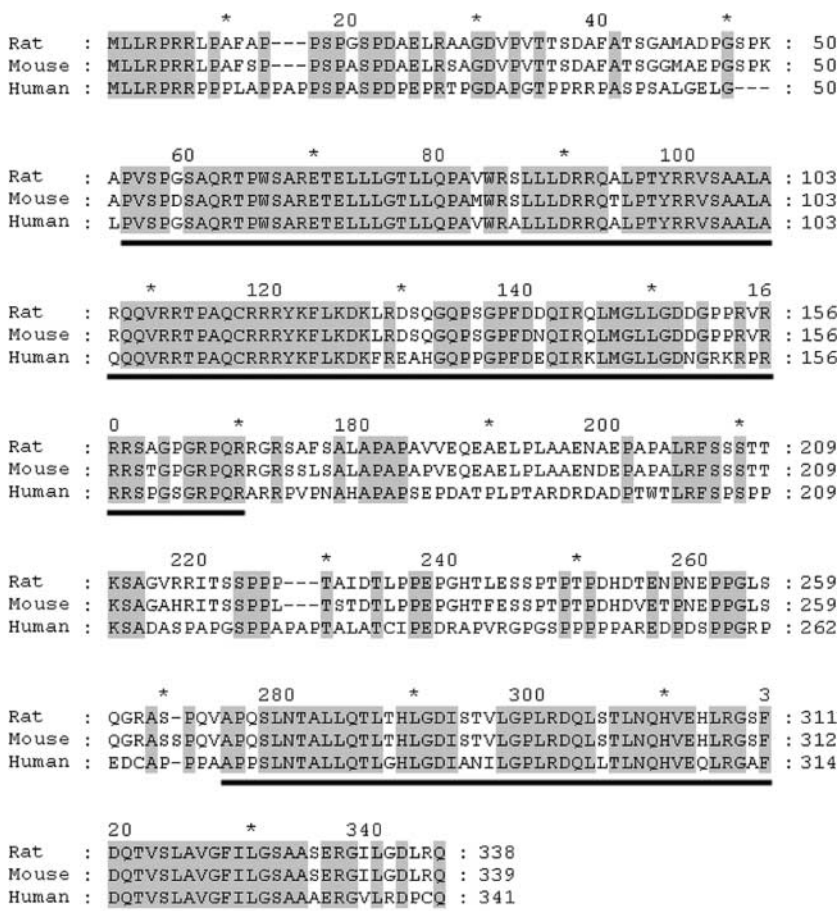 * 20 * 40 *
Rat : MLLRPRRLPAFAP---PSPGSPDAELRAAGDVPVTTSDAFATSGAMADPGSPK : 50
Mouse : MLLRPRRLPAFSP---PSPASPDAELRSAGDVPVTTSDAFATSGGMAEPGSPK : 50
Human : MLLRPRRPPPLAPPAPPSPASPDPEPRTPGDAPGTPPRRPASPSALGELG--- : 50
60 * 80 * 100
Rat : APVSPGSAQRTPWSARETELLLGTLLQPAVWRSLLLDRRQALPTYRRVSAALA : 103
Mouse : APVSPDSAQRTPWSARETELLLGTLLQPAMWRSLLLDRRQTLPTYRRVSAALA : 103
Human : LPVSPGSAQRTPWSARETELLLGTLLQPAVWRALLLDRRQALPTYRRVSAALA : 103
* 120 * 140 * 16
Rat : RQQVRRTPAQCRRRYKFLKDKLRDSQGQPSGPFDDQIRQLMGLLGDDGPPRVR : 156
Mouse : RQQVRRTPAQCRRRYKFLKDKLRDSQGQPSGPFDNQIRQLMGLLGDDGPPRVR : 156
Human : QQQVRRTPAQCRRRYKFLKDKFREAHGQPPGPFDEQIRKLMGLLGDNGRKRPR : 156
0 * 180 * 200 *
Rat : RRSAGPGRPQRRGRSAFSALAPAPAVVEQEAELPLAAENAEPAPALRFSSSTT : 209
Mouse : RRSTGPGRPQRRGRSSLSALAPAPAPVEQEAELPLAAENDEPAPALRFSSSTT : 209
Human : RRSPGSGRPQRARRPVPNAHAPAPSEPDATPLPTARDRDADPTWTLRFSPSPP : 209
220 * 240 * 260
Rat : KSAGVRRITSSPPP---TAIDTLPPEPGHTLESSPTPTPDHDTENPNEPPGLS : 259
Mouse : KSAGAHRITSSPPL---TSTDTLPPEPGHTFESSPTPTPDHDVETPNEPPGLS : 259
Human : KSADASPAPGSPPAPAPTALATCIPEDRAPVRGPGSPPPPPAREDPDSPPGRP : 262
* 280 * 300 * 3
Rat : QGRAS-PQVAPQSLNTALLQTLTHLGDISTVLGPLRDQLSTLNQHVEHLRGSF : 311
Mouse : QGRASSPQVAPQSLNTALLQTLTHLGDISTVLGPLRDQLSTLNQHVEHLRGSF : 312
Human : EDCAP-PPAAPPSLNTALLQTLGHLGDIANILGPLRDQLLTLNQHVEQLRGAF : 314
20 * 340
Rat : DQTVSLAVGFILGSAASERGILGDLRQ : 338
Mouse : DQTVSLAVGFILGSAASERGILGDLRQ : 339
Human : DQTVSLAVGFILGSAAAERGVLRDPCQ : 341